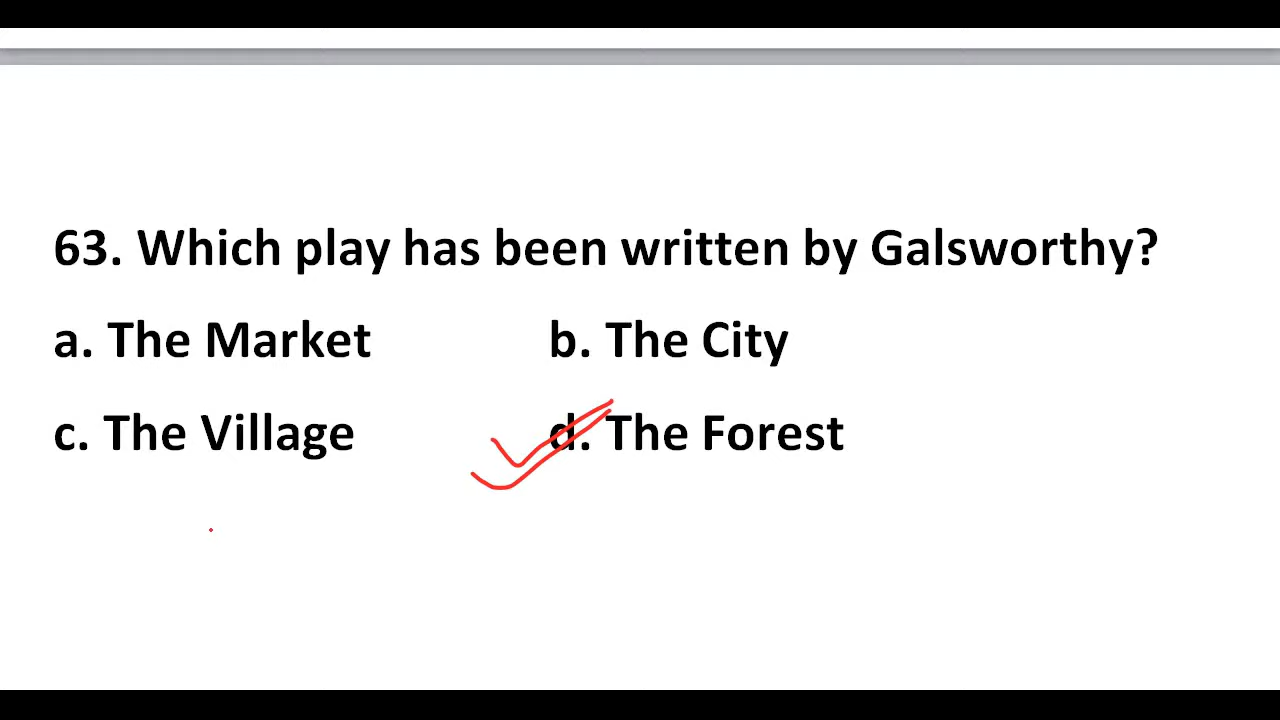 63. Which play has been written by Galsworthy?
a. The Market b. The City
c. The Village d. The Forest